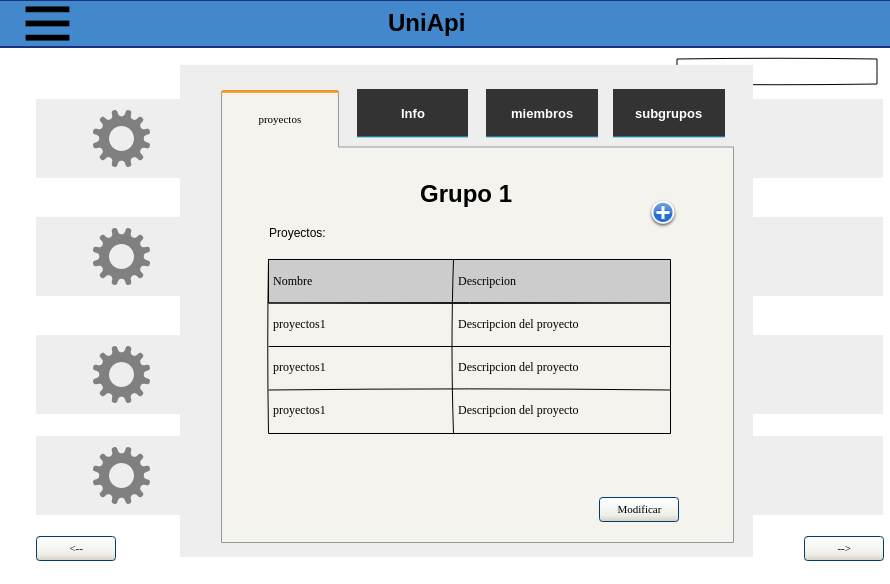 UniApi
proyectos
Info
miembros
subgrupos
Grupo 1
Proyectos:
Nombre
Descripcion
proyectos1
Descripcion del proyecto
proyectos1
Descripcion del proyecto
proyectos1
Descripcion del proyecto
Modificar
<--
-->